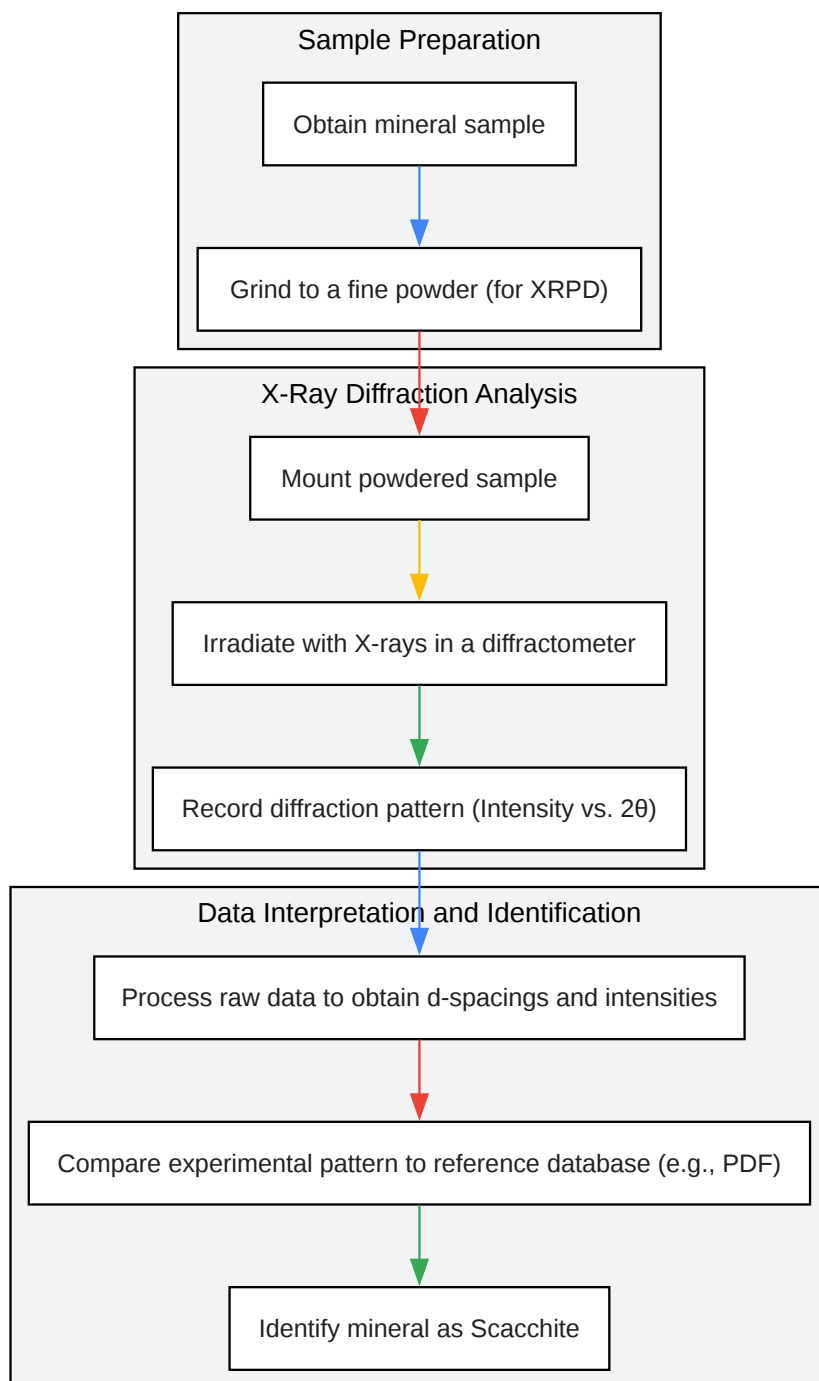 Sample Preparation
Obtain mineral sample
Grind to a fine powder (for XRPD)
X-Ray Diffraction Analysis
Mount powdered sample
Irradiate with X-rays in a diffractometer
Record diffraction pattern (Intensity vs. 2θ)
Data Interpretation and Identification
Process raw data to obtain d-spacings and intensities
Compare experimental pattern to reference database (e.g., PDF)
Identify mineral as Scacchite